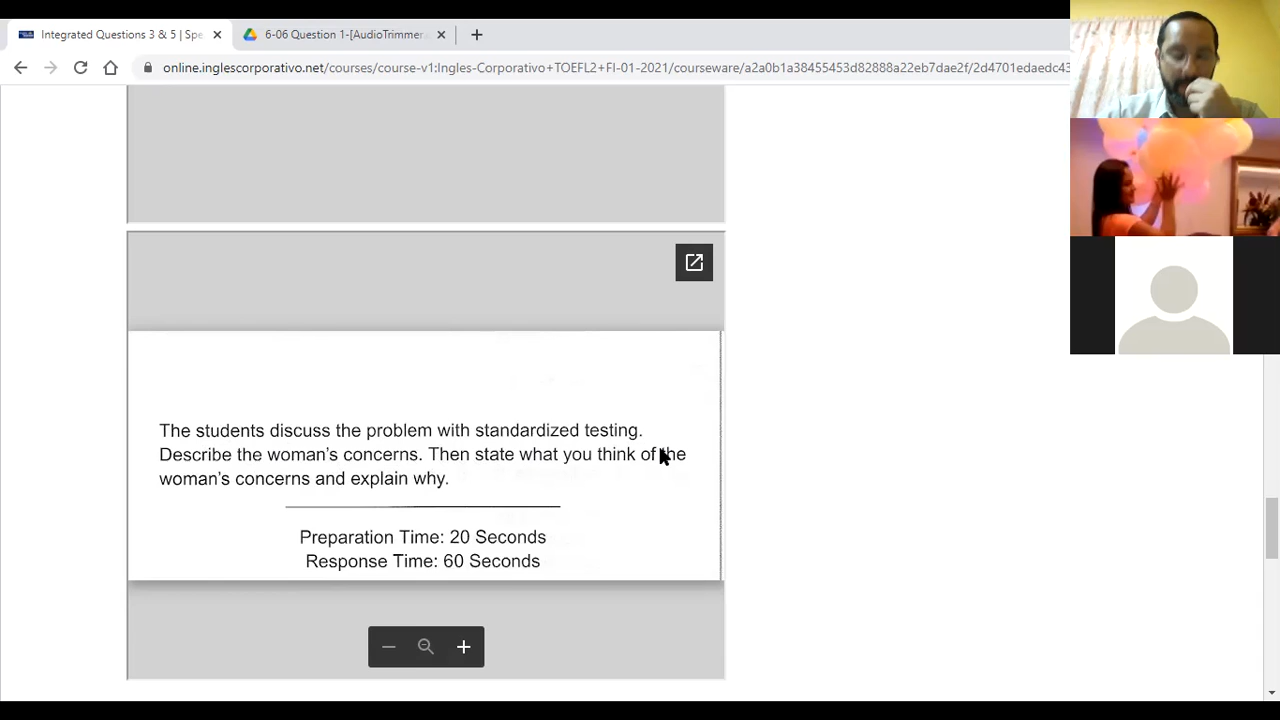 Integrated Questions 3 & 5 | Spe
6-06 Question 1-[AudioTrimmer.
online.inglescorporativo.net/courses/course-v1:Ingles-Corporativo+TOEFL2+FI-01-2021/courseware/a2a0b1a38455453d82888a22eb7dae2f/2d4701edaedc43
The students discuss the problem with standardized testing.
Describe the woman's concerns. Then state what you think of the
woman's concerns and explain why.
Preparation Time: 20 Seconds
Response Time: 60 Seconds